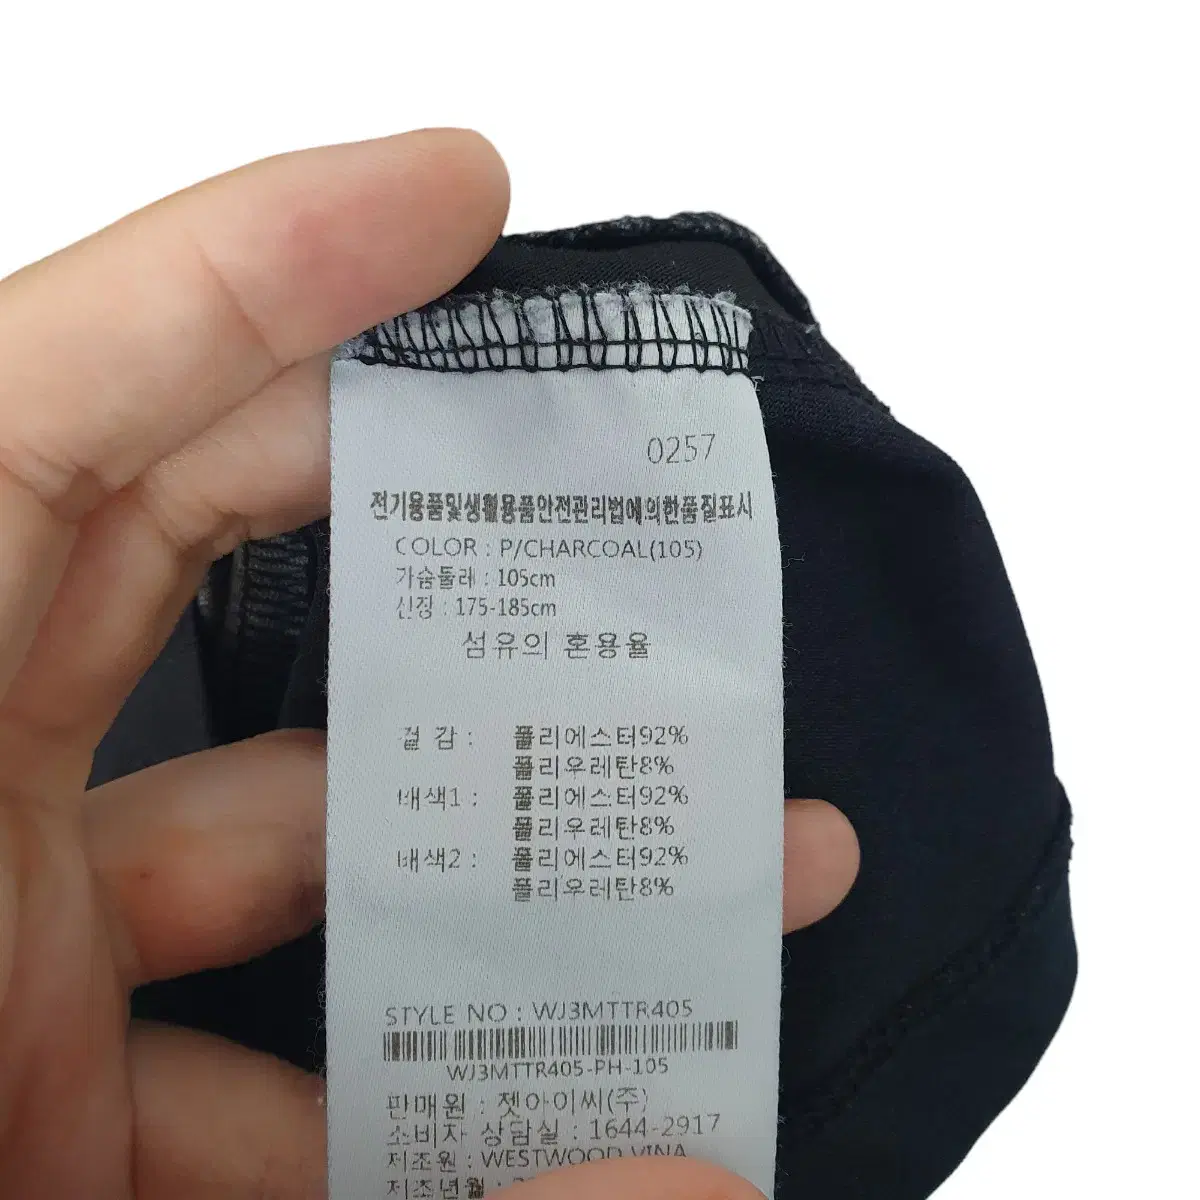 0257
전기용품및생활용품안전관리법에의한품질표시
COLOR : P/CHARCOAL(105)
가슴둘레 : 105cm
신장 : 175-185cm
섬유의 혼용율
겉 감 : 폴리에스터92%
폴리우레탄8%
배색1 : 폴리에스터92%
폴리우레탄8%
배색2 : 폴리에스터92%
폴리우레탄8%
STYLE NO : WJ3MTTR405
WJ3MTTR405-PH-105
판매원 : 젯아이씨(주)
소비자 상담실 : 1644-2917
제조원 : WESTWOOD VINA
제조년월 :